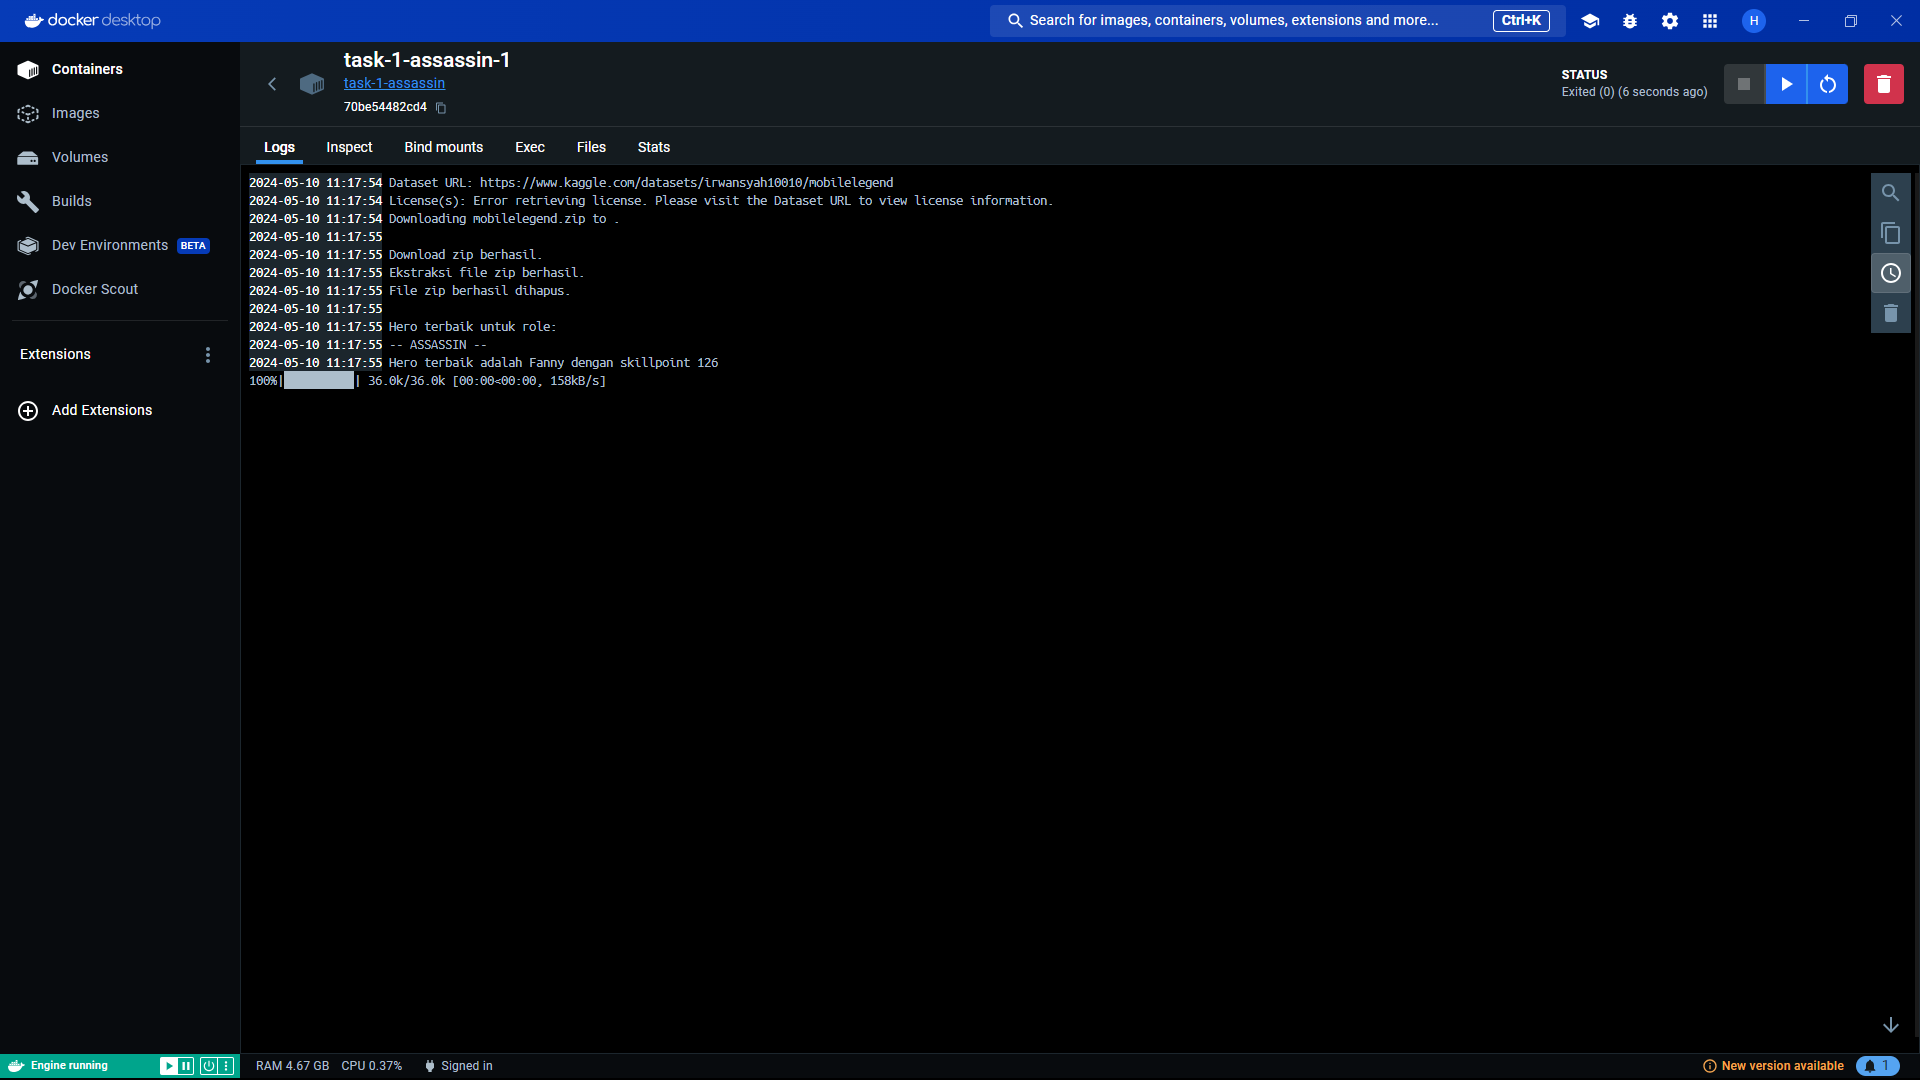 docker desktop
Search for images, containers, volumes, extensions and more... Ctrl+K
H
Containers
Images
Volumes
Builds
Dev Environments BETA
Docker Scout
Extensions
Add Extensions
task-1-assassin-1
task-1-assassin
70be54482cd4
STATUS
Exited (0) (6 seconds ago)
Logs Inspect Bind mounts Exec Files Stats
2024-05-10 11:17:54 Dataset URL: https://www.kaggle.com/datasets/irwansyah10010/mobilelegend
2024-05-10 11:17:54 License(s): Error retrieving license. Please visit the Dataset URL to view license information.
2024-05-10 11:17:54 Downloading mobilelegend.zip to .
2024-05-10 11:17:55
2024-05-10 11:17:55 Download zip berhasil.
2024-05-10 11:17:55 Ekstraksi file zip berhasil.
2024-05-10 11:17:55 File zip berhasil dihapus.
2024-05-10 11:17:55
2024-05-10 11:17:55 Hero terbaik untuk role:
2024-05-10 11:17:55 -- ASSASSIN --
2024-05-10 11:17:55 Hero terbaik adalah Fanny dengan skillpoint 126
100%|██████████| 36.0k/36.0k [00:00<00:00, 158kB/s]
Engine running
RAM 4.67 GB CPU 0.37% Signed in
New version available 1